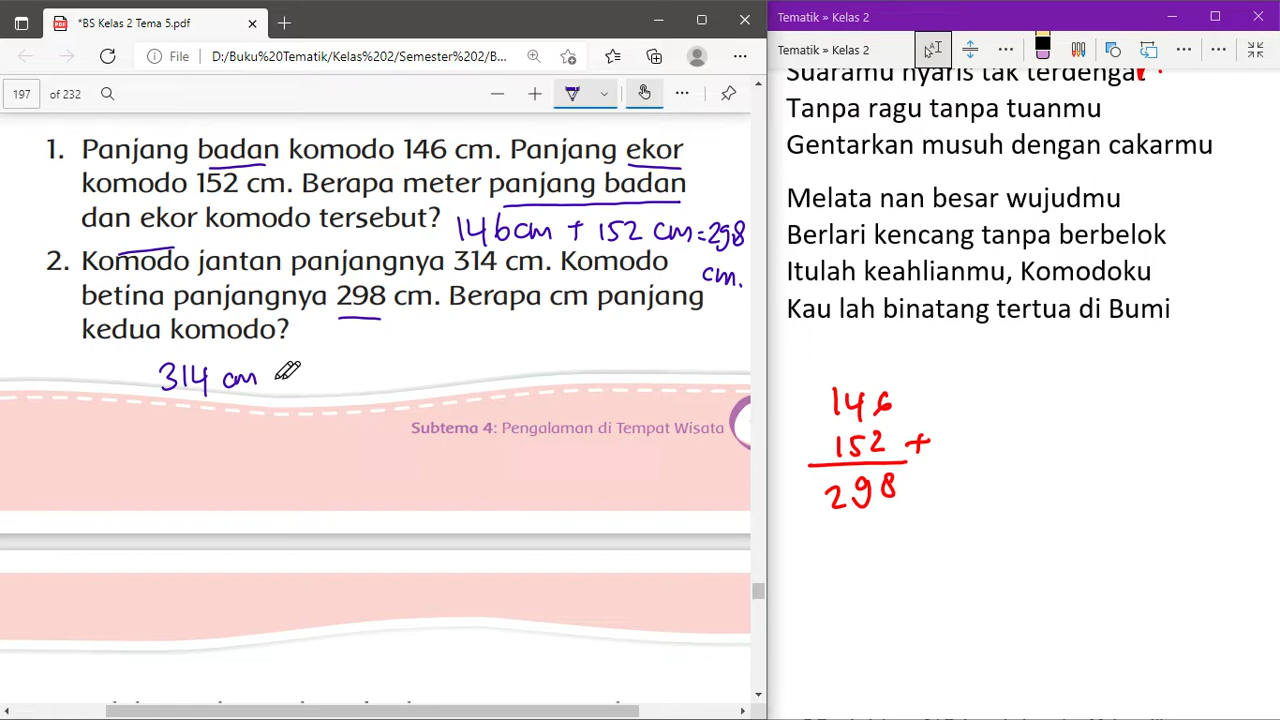 *BS Kelas 2 Tema 5.pdf
File D:/Buku%20Tematik/Kelas%202/Semester%202/B...
197 of 232
1. Panjang badan komodo 146 cm. Panjang ekor
komodo 152 cm. Berapa meter panjang badan
dan ekor komodo tersebut?
146cm + 152 cm = 298
cm.
2. Komodo jantan panjangnya 314 cm. Komodo
betina panjangnya 298 cm. Berapa cm panjang
kedua komodo?
314 cm
Subtema 4: Pengalaman di Tempat Wisata
Tematik » Kelas 2
Tematik » Kelas 2
Suaramu nyaris tak terdengar
Tanpa ragu tanpa tuanmu
Gentarkan musuh dengan cakarmu
Melata nan besar wujudmu
Berlari kencang tanpa berbelok
Itulah keahlianmu, Komodoku
Kau lah binatang tertua di Bumi
146
152 +
298